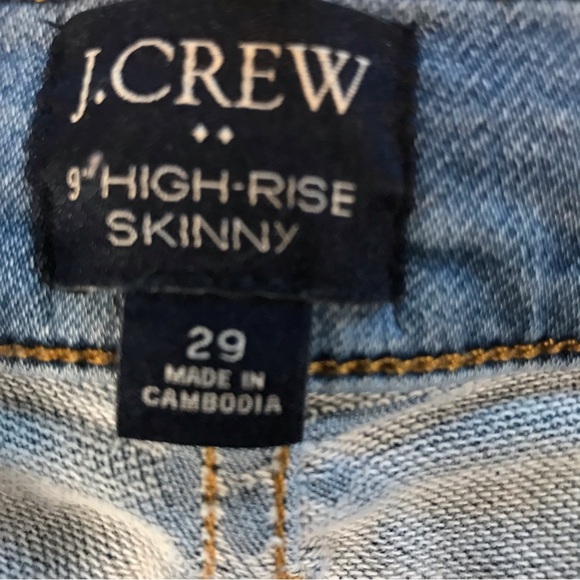 J.CREW
9" HIGH-RISE
SKINNY
29
MADE IN
CAMBODIA